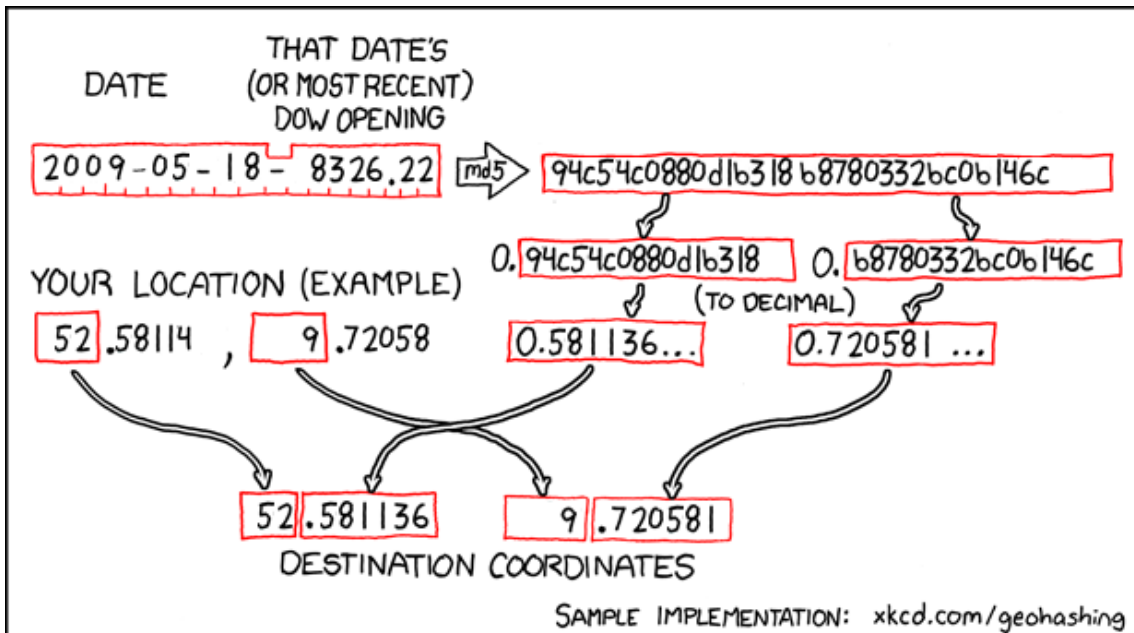 DATE
THAT DATE'S
(OR MOST RECENT)
DOW OPENING
2009-05-18- 8326.22
md5
94c54c0880d1b318b8780332bc0b146c
0.94c54c0880d1b318
0.b8780332bc0b146c
(TO DECIMAL)
YOUR LOCATION (EXAMPLE)
52.58114, 9.72058
0.581136...
0.720581...
52.581136
9.720581
DESTINATION COORDINATES
SAMPLE IMPLEMENTATION: xkcd.com/geohashing